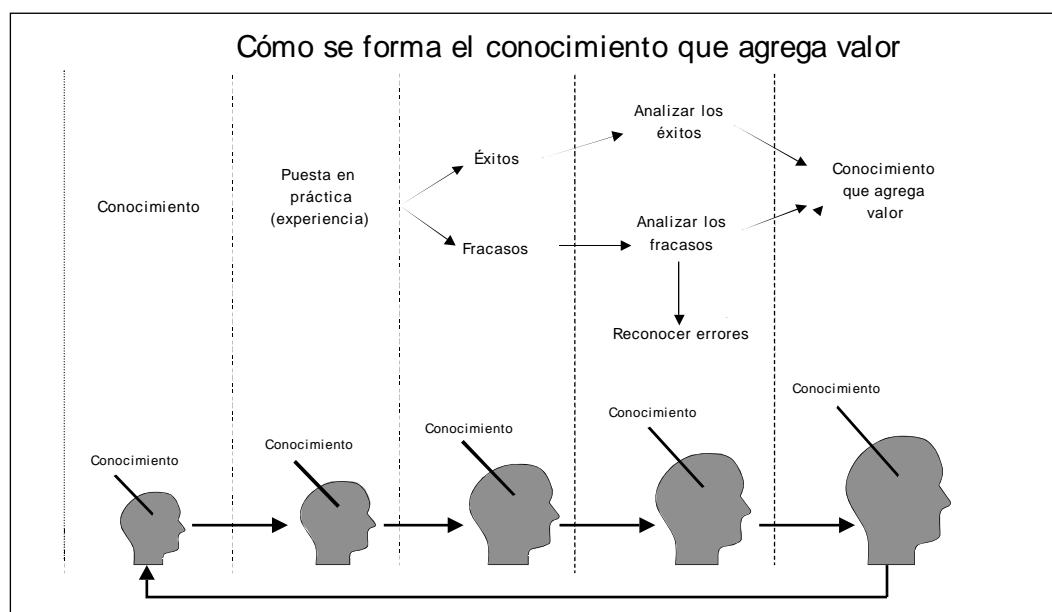 Cómo se forma el conocimiento que agrega valor
Conocimiento
Puesta en
práctica
(experiencia)
Éxitos
Fracasos
Analizar los
éxitos
Analizar los
fracasos
Reconocer errores
Conocimiento
que agrega
valor
Conocimiento
Conocimiento
Conocimiento
Conocimiento
Conocimiento